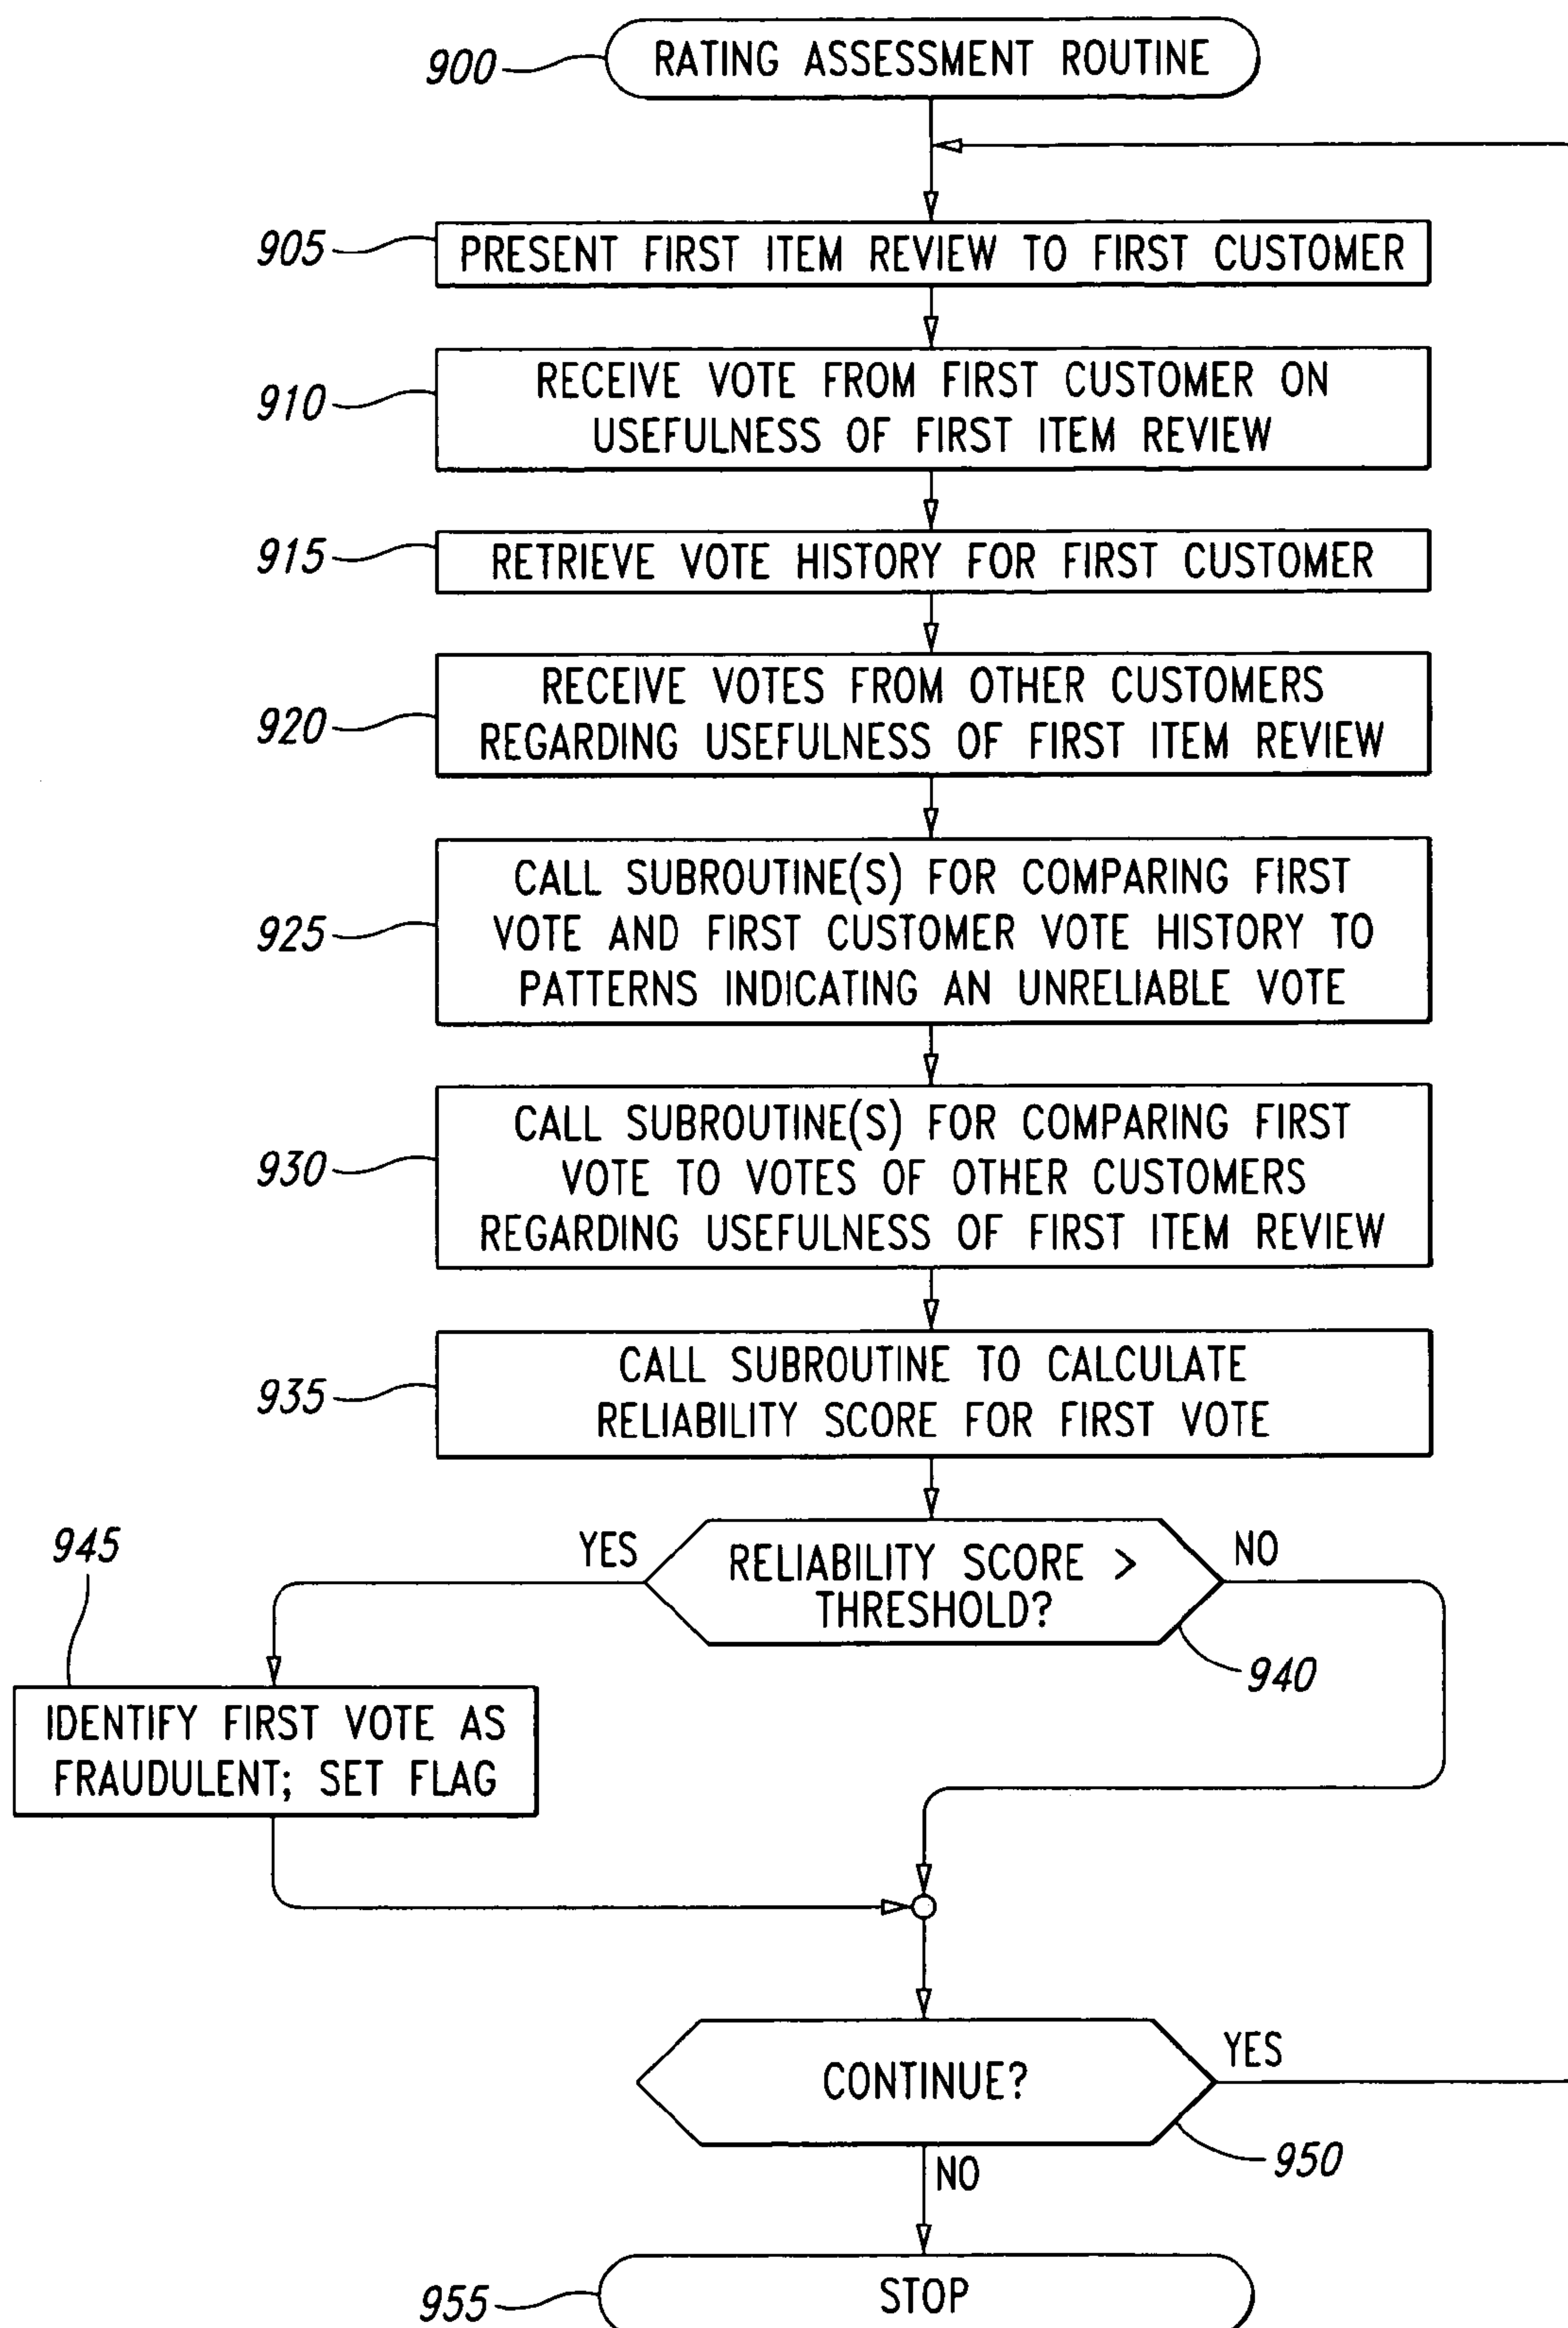 900
RATING ASSESSMENT ROUTINE
905
PRESENT FIRST ITEM REVIEW TO FIRST CUSTOMER
910
RECEIVE VOTE FROM FIRST CUSTOMER ON
USEFULNESS OF FIRST ITEM REVIEW
915
RETRIEVE VOTE HISTORY FOR FIRST CUSTOMER
920
RECEIVE VOTES FROM OTHER CUSTOMERS
REGARDING USEFULNESS OF FIRST ITEM REVIEW
925
CALL SUBROUTINE(S) FOR COMPARING FIRST
VOTE AND FIRST CUSTOMER VOTE HISTORY TO
PATTERNS INDICATING AN UNRELIABLE VOTE
930
CALL SUBROUTINE(S) FOR COMPARING FIRST
VOTE TO VOTES OF OTHER CUSTOMERS
REGARDING USEFULNESS OF FIRST ITEM REVIEW
935
CALL SUBROUTINE TO CALCULATE
RELIABILITY SCORE FOR FIRST VOTE
945
YES
RELIABILITY SCORE >
THRESHOLD?
NO
940
IDENTIFY FIRST VOTE AS
FRAUDULENT; SET FLAG
CONTINUE?
YES
950
NO
955
STOP